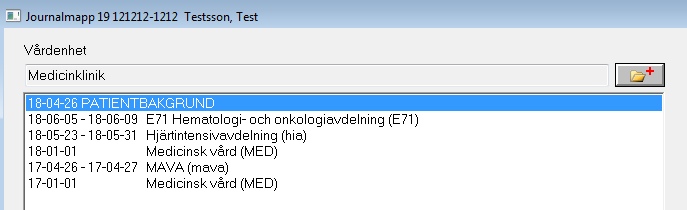 Journalmapp 19 121212-1212 Testsson, Test
Vårdenhet
Medicinklinik
18-04-26 PATIENTBAKGRUND
18-06-05 - 18-06-09 E71 Hematologi- och onkologiavdelning (E71)
18-05-23 - 18-05-31 Hjärtintensivavdelning (hia)
18-01-01 Medicinsk vård (MED)
17-04-26 - 17-04-27 MAVA (mava)
17-01-01 Medicinsk vård (MED)